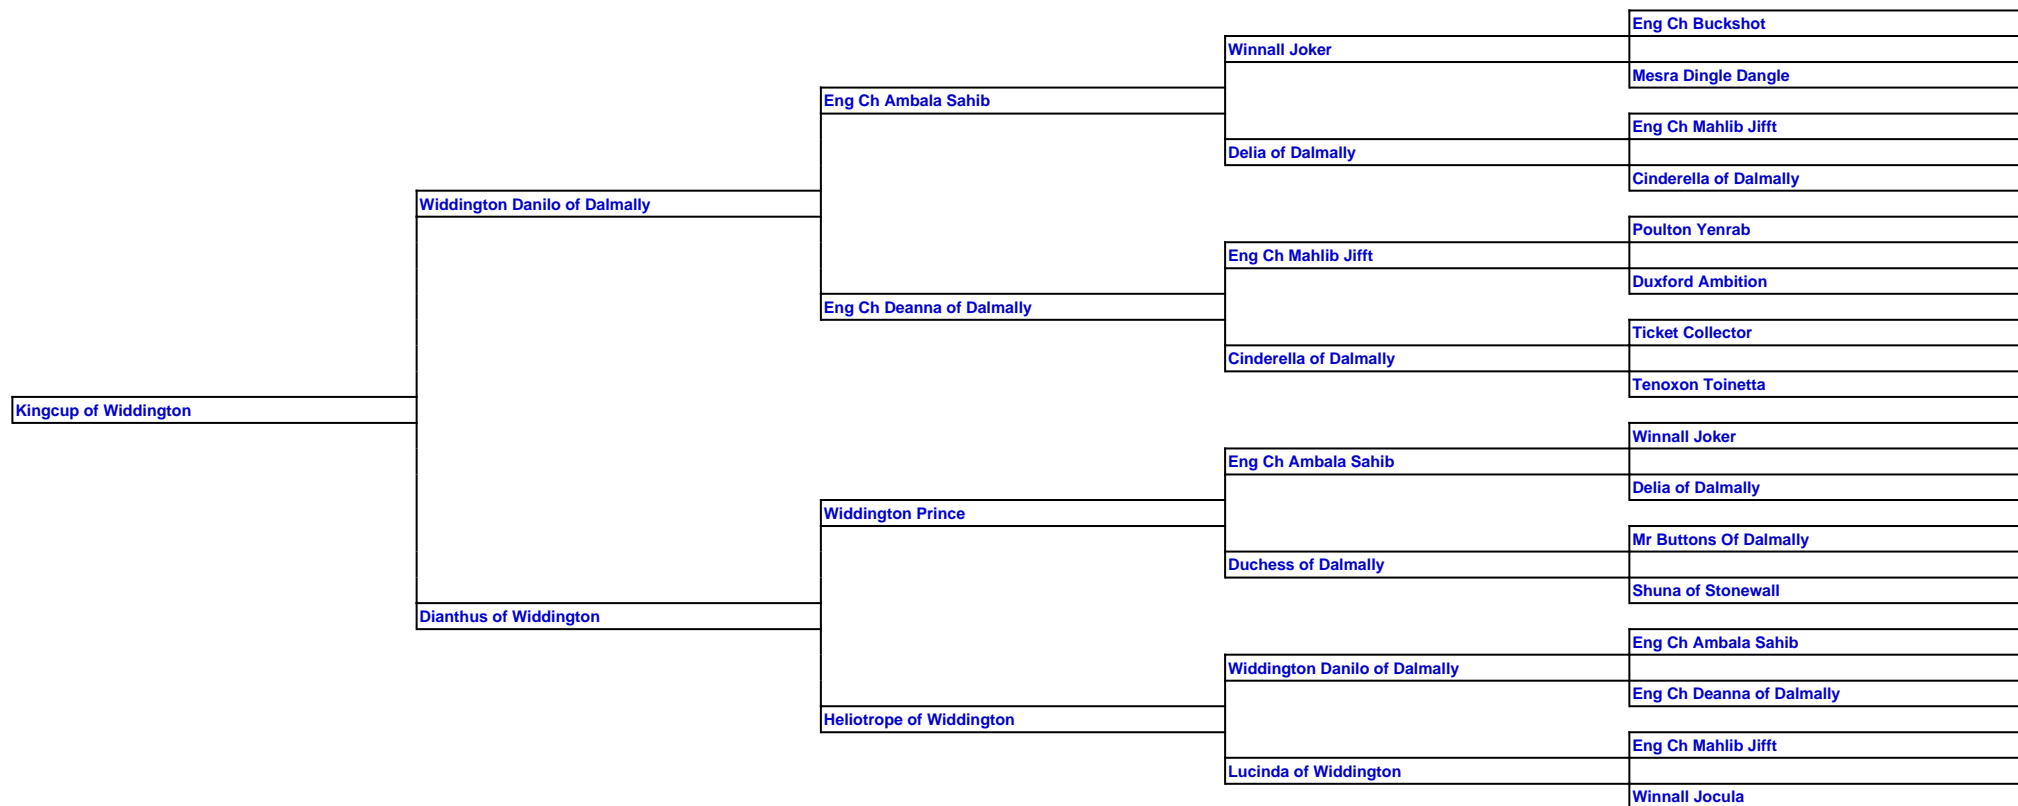 Eng Ch Buckshot
Winnall Joker
Mesra Dingle Dangle
Eng Ch Ambala Sahib
Eng Ch Mahlib Jifft
Delia of Dalmally
Cinderella of Dalmally
Widdington Danilo of Dalmally
Poulton Yenrab
Eng Ch Mahlib Jifft
Duxford Ambition
Eng Ch Deanna of Dalmally
Ticket Collector
Cinderella of Dalmally
Tenoxon Toinetta
Kingcup of Widdington
Winnall Joker
Eng Ch Ambala Sahib
Delia of Dalmally
Widdington Prince
Mr Buttons Of Dalmally
Duchess of Dalmally
Shuna of Stonewall
Dianthus of Widdington
Eng Ch Ambala Sahib
Widdington Danilo of Dalmally
Eng Ch Deanna of Dalmally
Heliotrope of Widdington
Eng Ch Mahlib Jifft
Lucinda of Widdington
Winnall Jocula